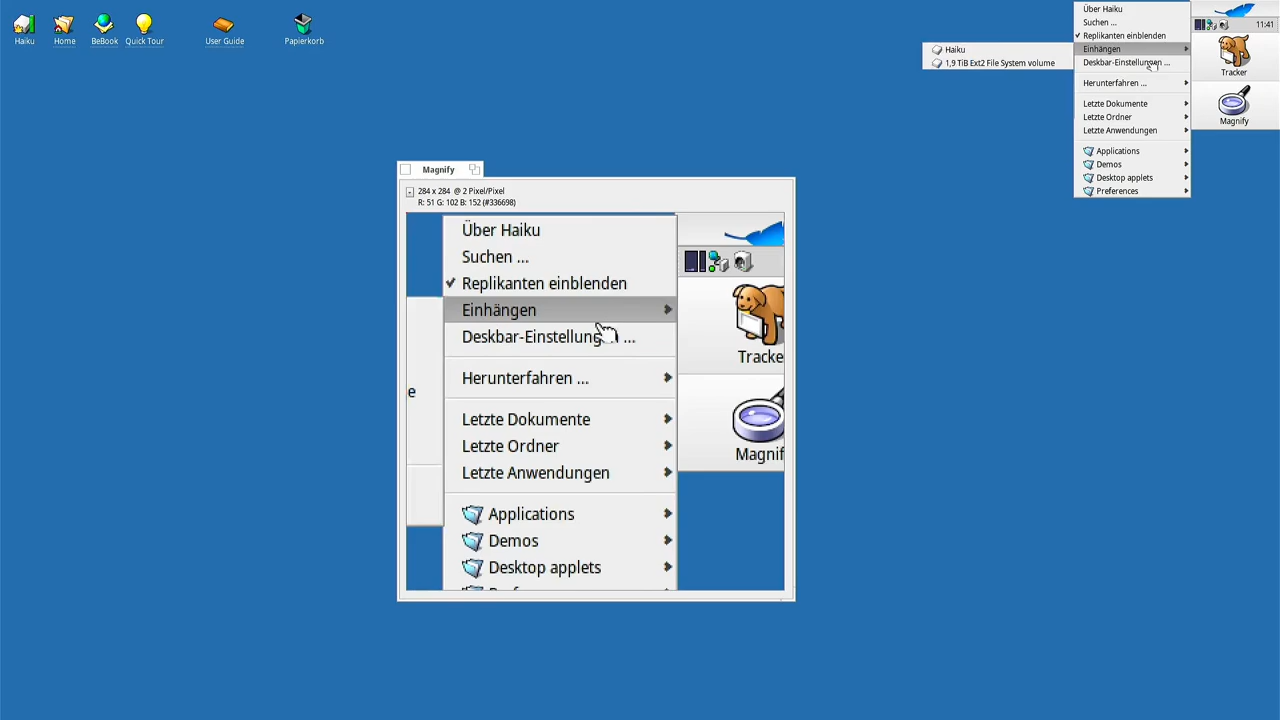 Haiku
Home
BeBook
Quick Tour
User Guide
Papierkorb
Über Haiku
Suchen ...
Replikanten einblenden
Einhängen
Deskbar-Einstellungen ...
Herunterfahren ...
Letzte Dokumente
Letzte Ordner
Letzte Anwendungen
Applications
Demos
Desktop applets
Preferences
Haiku
1,9 TiB Ext2 File System volume
11:41
Tracker
Magnify
Magnify
284 x 284 @ 2 Pixel/Pixel
R: 51 G: 102 B: 152 (#336698)
Über Haiku
Suchen ...
Replikanten einblenden
Einhängen
Deskbar-Einstellung ...
Herunterfahren ...
Letzte Dokumente
Letzte Ordner
Letzte Anwendungen
Applications
Demos
Desktop applets
e
Tracke
Magnif